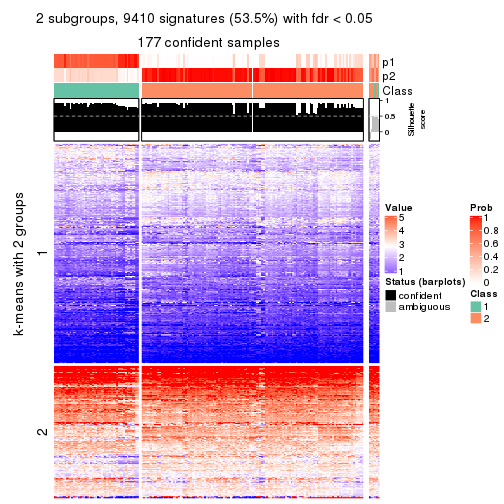 2 subgroups, 9410 signatures (53.5%) with fdr < 0.05
177 confident samples
p1
p2
Class
1
0.5
0
Silhouette
score
k-means with 2 groups
1
2
Value
5
4
3
2
1
Status (barplots)
confident
ambiguous
Prob
1
0.8
0.6
0.4
0.2
0
Class
1
2